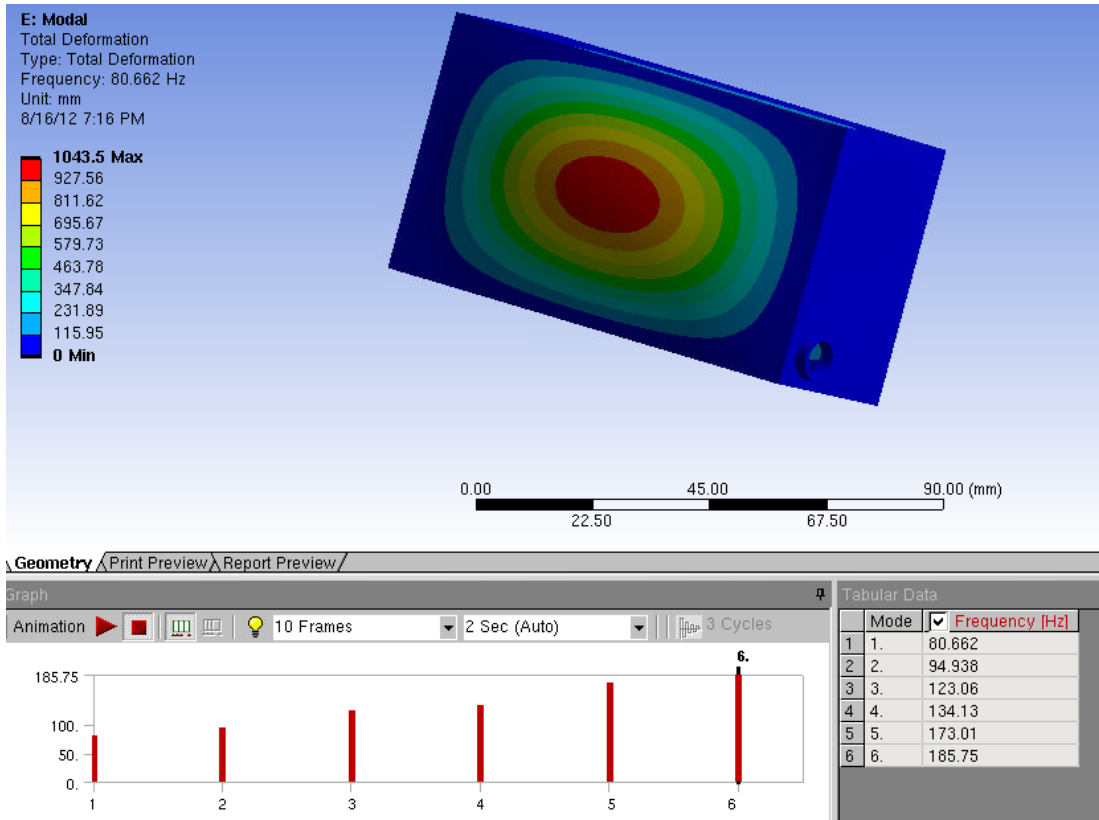 E: Modal
Total Deformation
Type: Total Deformation
Frequency: 80.662 Hz
Unit: mm
8/16/12 7:16 PM
1043.5 Max
927.56
811.62
695.67
579.73
463.78
347.84
231.89
115.95
0 Min
0.00 45.00 90.00 (mm)
22.50 67.50
Geometry Print Preview Report Preview
Graph
Animation 10 Frames 2 Sec (Auto) 3 Cycles
6.
185.75
100.
50.
0.
1 2 3 4 5 6
Tabular Data
Mode Frequency [Hz]
1 1. 80.662
2 2. 94.938
3 3. 123.06
4 4. 134.13
5 5. 173.01
6 6. 185.75